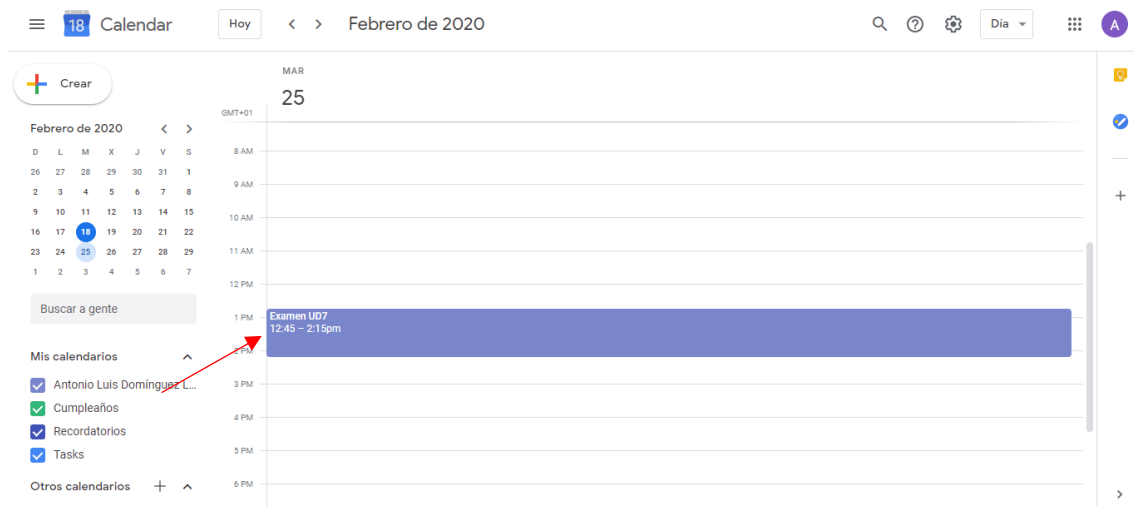 18 Calendar Hoy Febrero de 2020 Día A
Crear
MAR
25
GMT+01
Febrero de 2020
D L M X J V S
26 27 28 29 30 31 1
2 3 4 5 6 7 8
9 10 11 12 13 14 15
16 17 18 19 20 21 22
23 24 25 26 27 28 29
1 2 3 4 5 6 7
Buscar a gente
Mis calendarios
Antonio Luis Domínguez L...
Cumpleaños
Recordatorios
Tasks
Otros calendarios
8 AM
9 AM
10 AM
11 AM
12 PM
1 PM
Examen UD7
12:45 – 2:15pm
2 PM
3 PM
4 PM
5 PM
6 PM